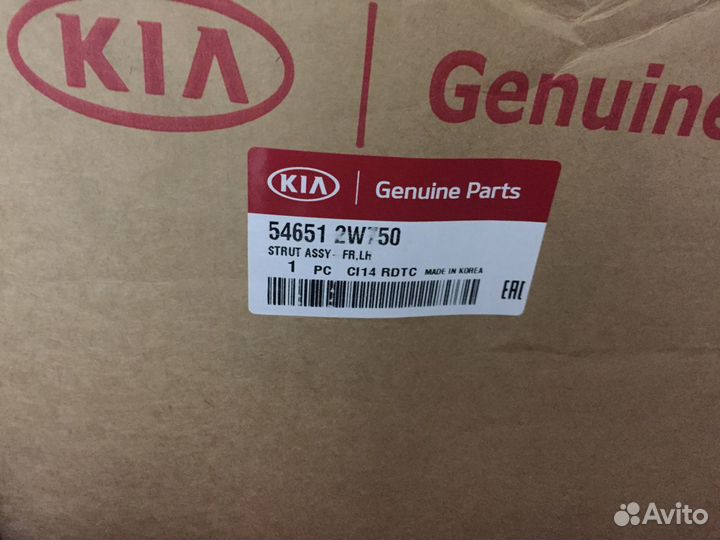 KIA | Genuine
KIA | Genuine Parts
54651 2W750
STRUT ASSY- FR,LH
1 PC CI14 RDTC MADE IN KOREA
EAC
Avito